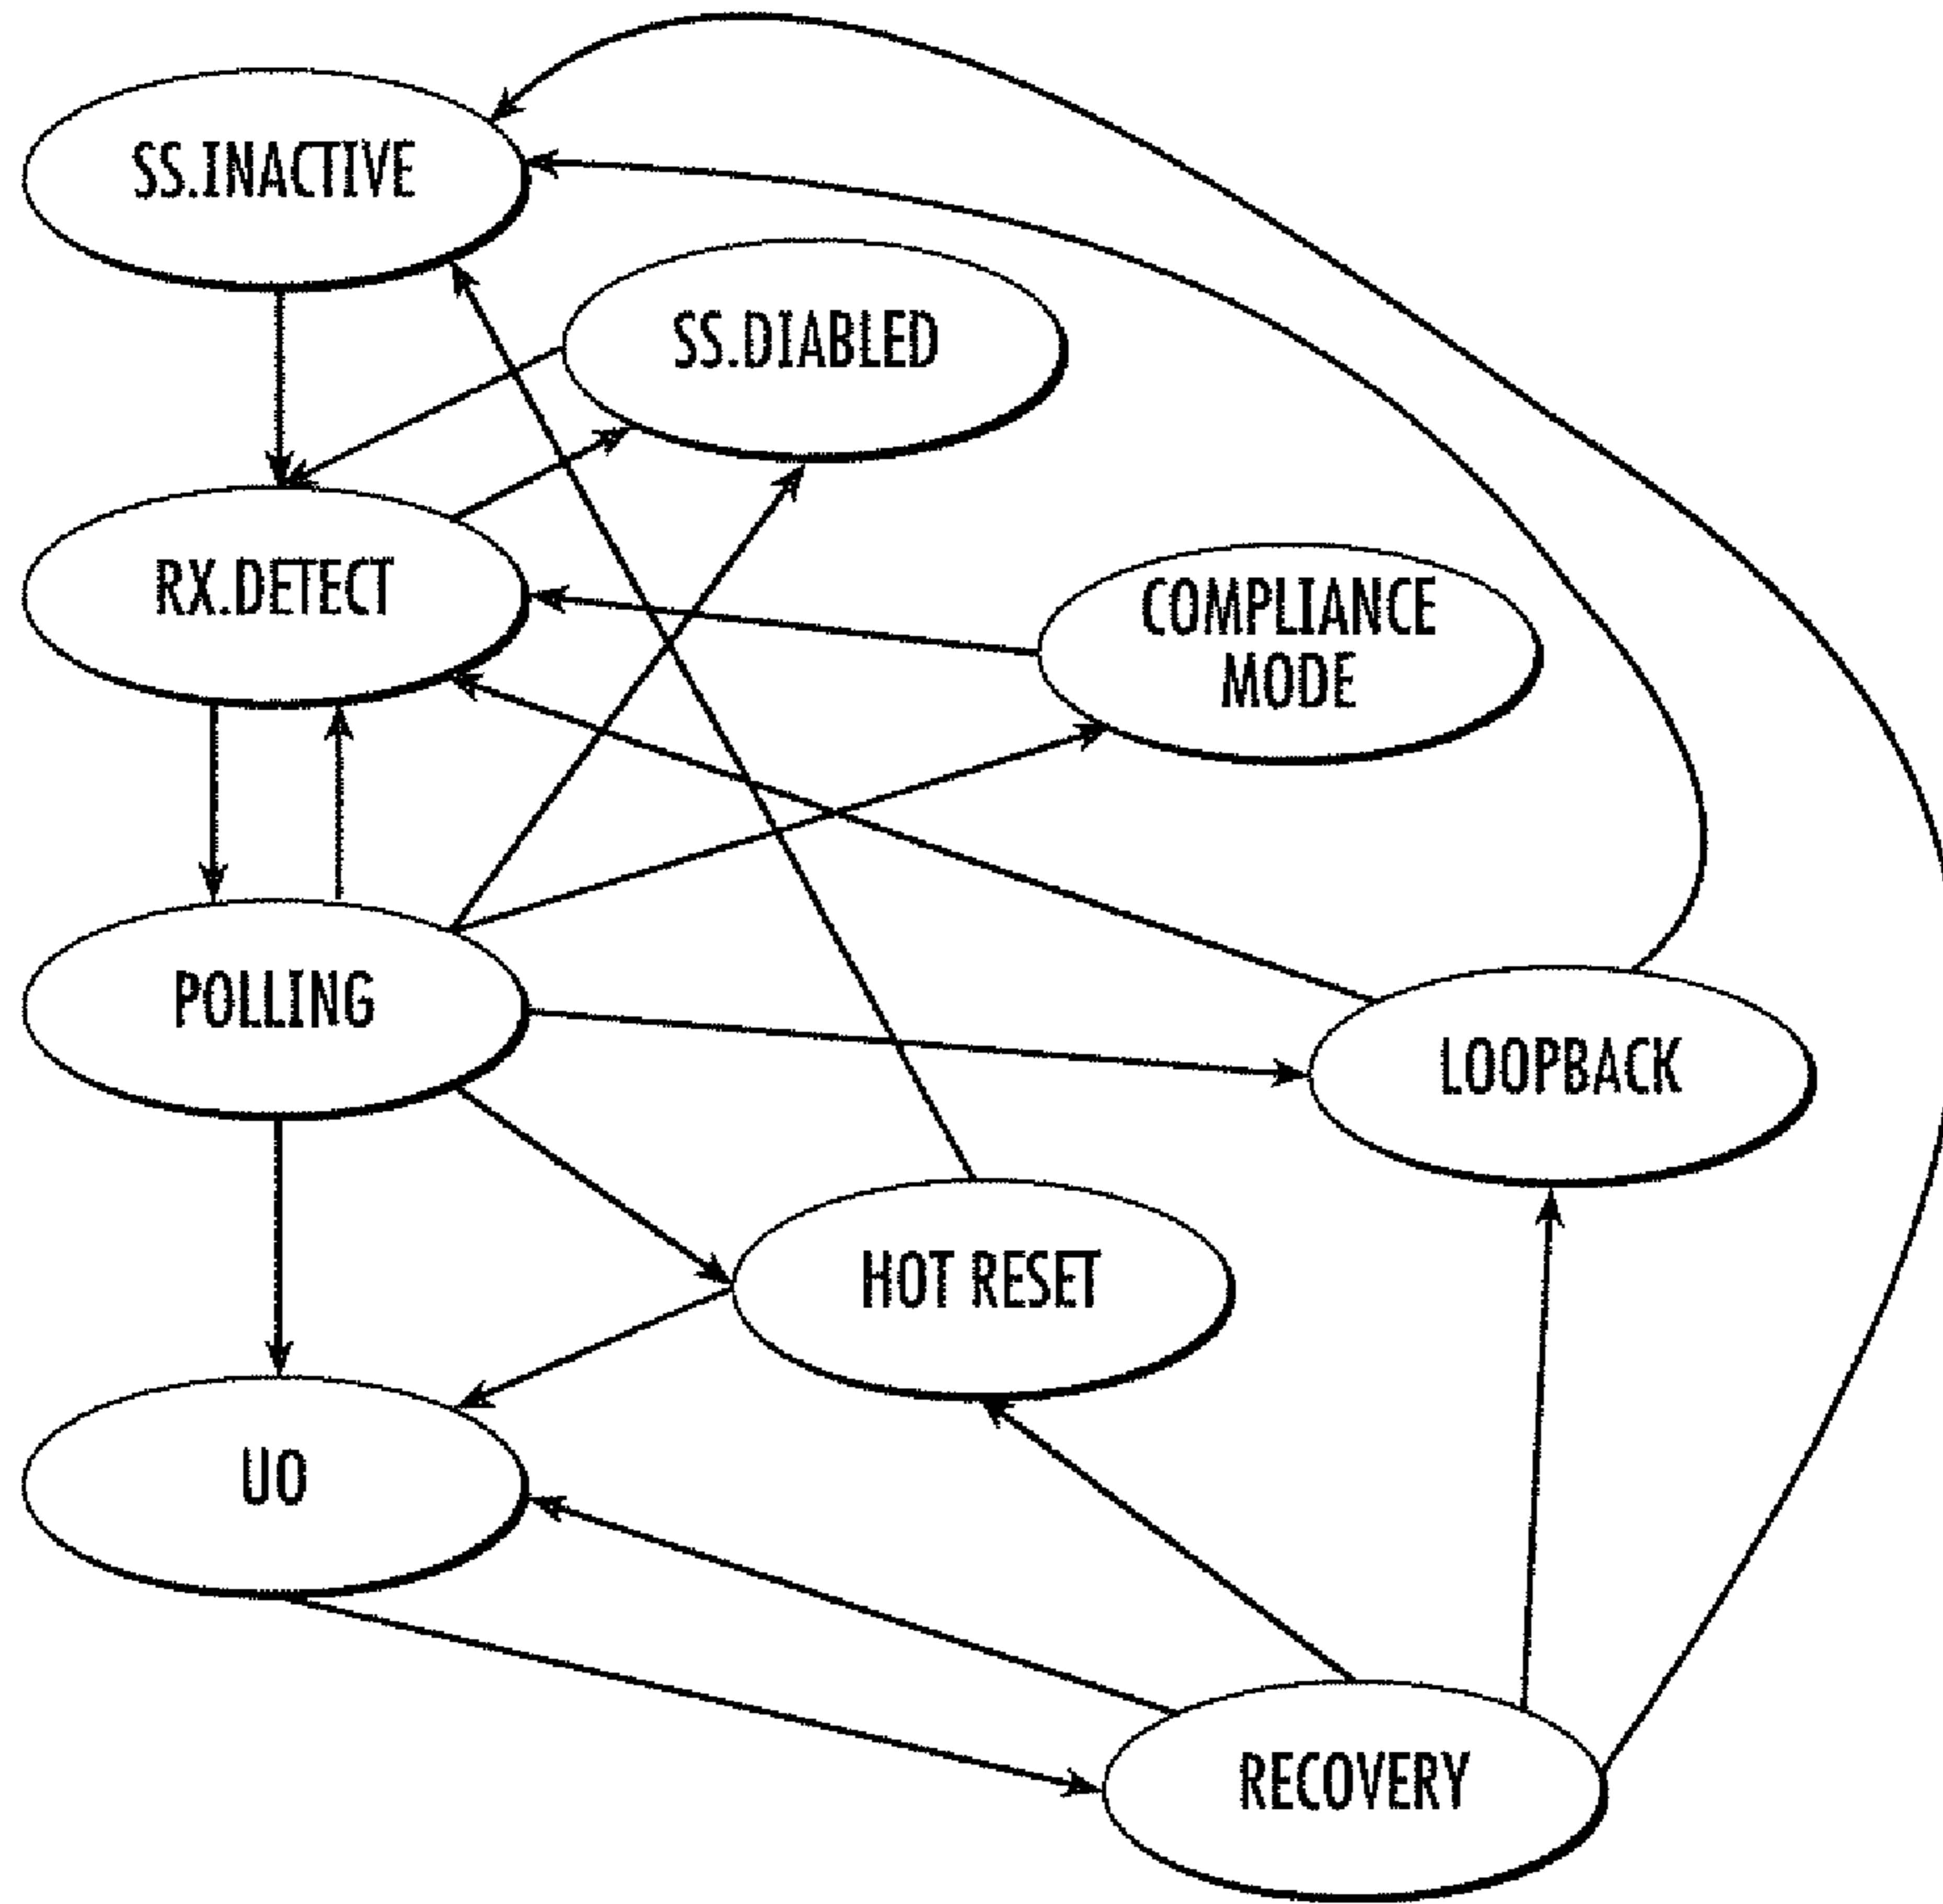 SS.INACTIVE
SS.DIABLED
RX.DETECT
COMPLIANCE
MODE
POLLING
LOOPBACK
HOT RESET
UO
RECOVERY